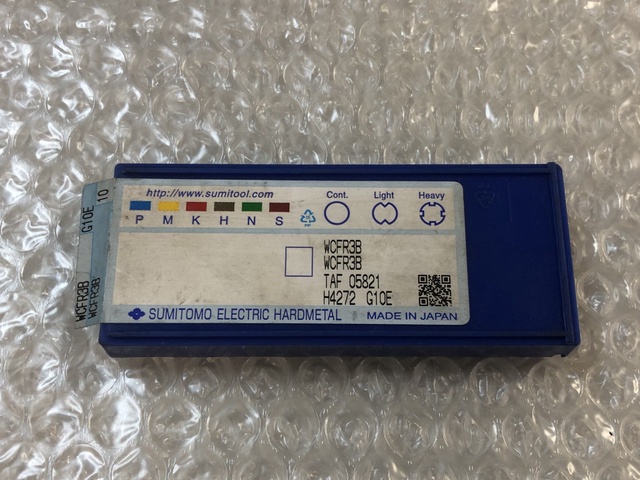 http://www.sumitool.com
P M K H N S
Cont. Light Heavy
WCFR3B
WCFR3B
TAF 05821
H4272 G10E
SUMITOMO ELECTRIC HARDMETAL
MADE IN JAPAN
WCFR3B G10E 10
WCFR3B